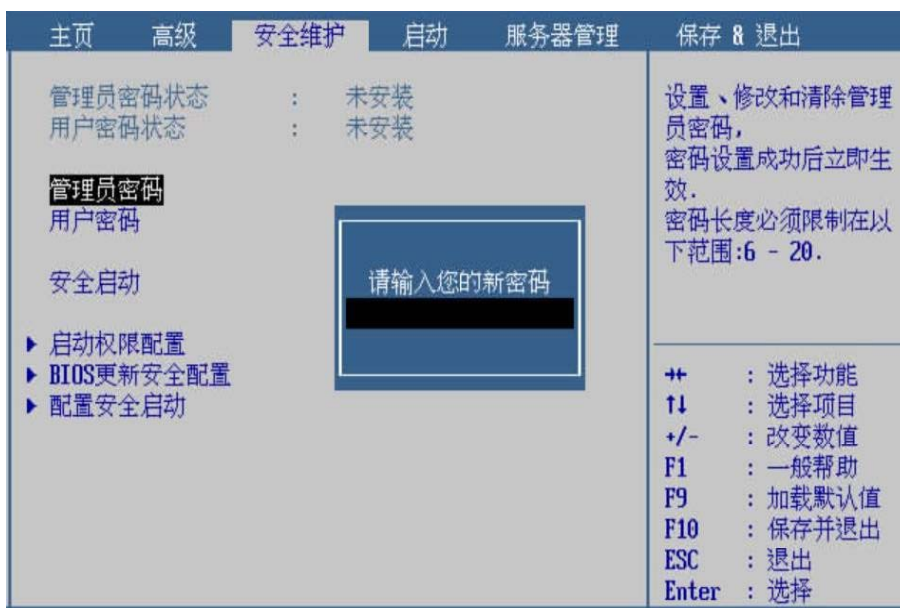 主页 高级 安全维护 启动 服务器管理 保存 & 退出
管理员密码状态 : 未安装
用户密码状态 : 未安装
管理员密码
用户密码
安全启动
启动权限配置
BIOS更新安全配置
配置安全启动
请输入您的新密码
设置、修改和清除管理
员密码,
密码设置成功后立即生
效.
密码长度必须限制在以
下范围:6 - 20.
→← : 选择功能
↑↓ : 选择项目
+/- : 改变数值
F1 : 一般帮助
F9 : 加载默认值
F10 : 保存并退出
ESC : 退出
Enter : 选择